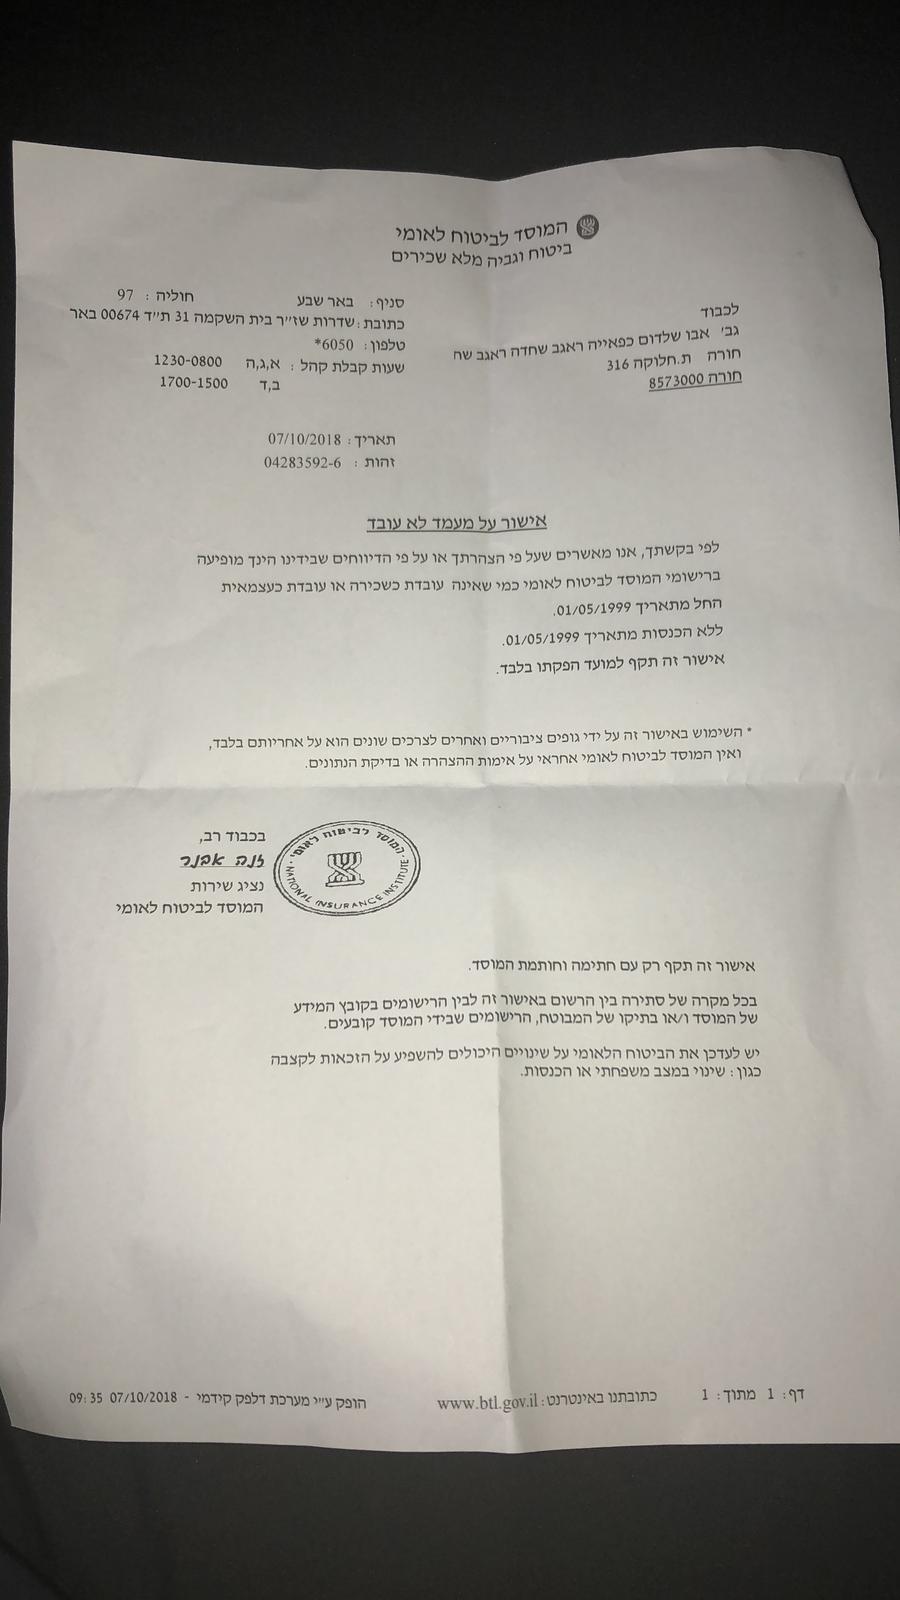 המוסד לביטוח לאומי
ביטוח וגביה מלא שכירים
סניף: באר שבע חוליה: 97
כתובת: שדרות שז״ר בית השקמה 31 ת״ד 00674 באר
טלפון: 6050*
שעות קבלת קהל: א,ג,ה 1230-0800
ב,ד 1700-1500
לכבוד
גב' אבו שלדום כפאייה ראגב שחדה ראגב שח
חורה ת.חלוקה 316
חורה 8573000
תאריך: 07/10/2018
זהות: 04283592-6
אישור על מעמד לא עובד
לפי בקשתך, אנו מאשרים שעל פי הצהרתך או על פי הדיווחים שבידינו הינך מופיעה
ברישומי המוסד לביטוח לאומי כמי שאינה עובדת כשכירה או עובדת כעצמאית
החל מתאריך 01/05/1999.
ללא הכנסות מתאריך 01/05/1999.
אישור זה תקף למועד הפקתו בלבד.
* השימוש באישור זה על ידי גופים ציבוריים ואחרים לצרכים שונים הוא על אחריותם בלבד,
ואין המוסד לביטוח לאומי אחראי על אימות ההצהרה או בדיקת הנתונים.
בכבוד רב,
זנה אבנר
נציג שירות
המוסד לביטוח לאומי
המוסד לביטוח לאומי
NATIONAL INSURANCE INSTITUTE
אישור זה תקף רק עם חתימה וחותמת המוסד.
בכל מקרה של סתירה בין הרשום באישור זה לבין הרישומים בקובץ המידע
של המוסד ו/או בתיקו של המבוטח, הרישומים שבידי המוסד קובעים.
יש לעדכן את הביטוח הלאומי על שינויים היכולים להשפיע על הזכאות לקצבה
כגון: שינוי במצב משפחתי או הכנסות.
דף: 1 מתוך: 1 כתובתנו באינטרנט: www.btl.gov.il הופק ע״י מערכת דלפק קידמי - 07/10/2018 09:35